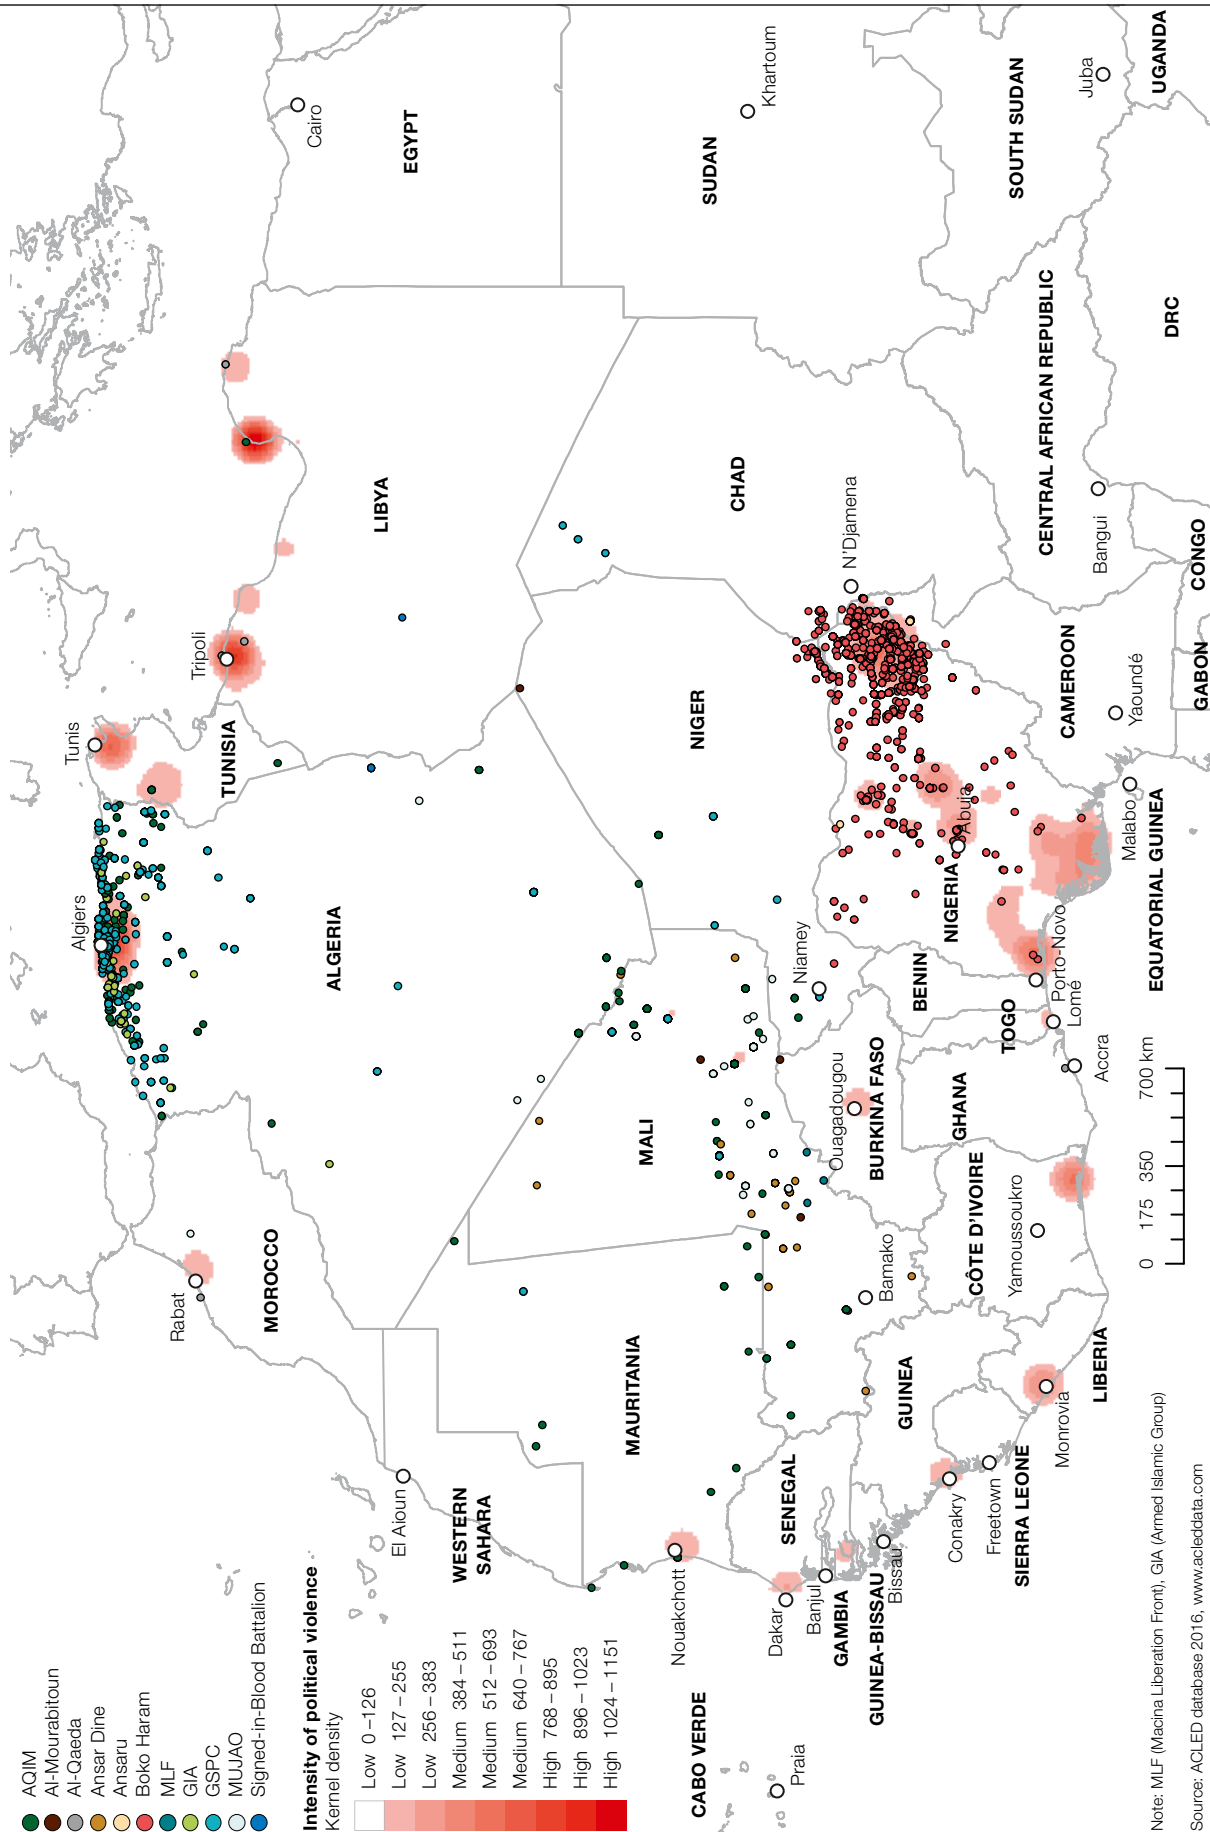 AQIM
Al-Mourabitoun
Al-Qaeda
Ansar Dine
Ansaru
Boko Haram
MLF
GIA
GSPC
MUJAO
Signed-in-Blood Battalion
Intensity of political violence
Kernel density
Low 0–126
Low 127–255
Low 256–383
Medium 384–511
Medium 512–693
Medium 640–767
High 768–895
High 896–1023
High 1024–1151
Rabat
MOROCCO
Algiers
ALGERIA
Tunis
TUNISIA
Tripoli
LIBYA
Cairo
EGYPT
El Aioun
WESTERN
SAHARA
MAURITANIA
Nouakchott
MALI
NIGER
CHAD
SUDAN
Khartoum
CABO VERDE
Praia
Dakar
SENEGAL
Banjul
GAMBIA
GUINEA-BISSAU
Bissau
Bamako
Ouagadougou
BURKINA FASO
Niamey
N'Djamena
GUINEA
Conakry
Freetown
SIERRA LEONE
Monrovia
LIBERIA
CÔTE D'IVOIRE
Yamoussoukro
GHANA
Accra
TOGO
Lomé
BENIN
Porto-Novo
NIGERIA
Abuja
CAMEROON
Yaoundé
Malabo
EQUATORIAL GUINEA
GABON
CONGO
CENTRAL AFRICAN REPUBLIC
Bangui
SOUTH SUDAN
Juba
DRC
UGANDA
0 175 350 700 km
Note: MLF (Macina Liberation Front), GIA (Armed Islamic Group)
Source: ACLED database 2016, www.acleddata.com